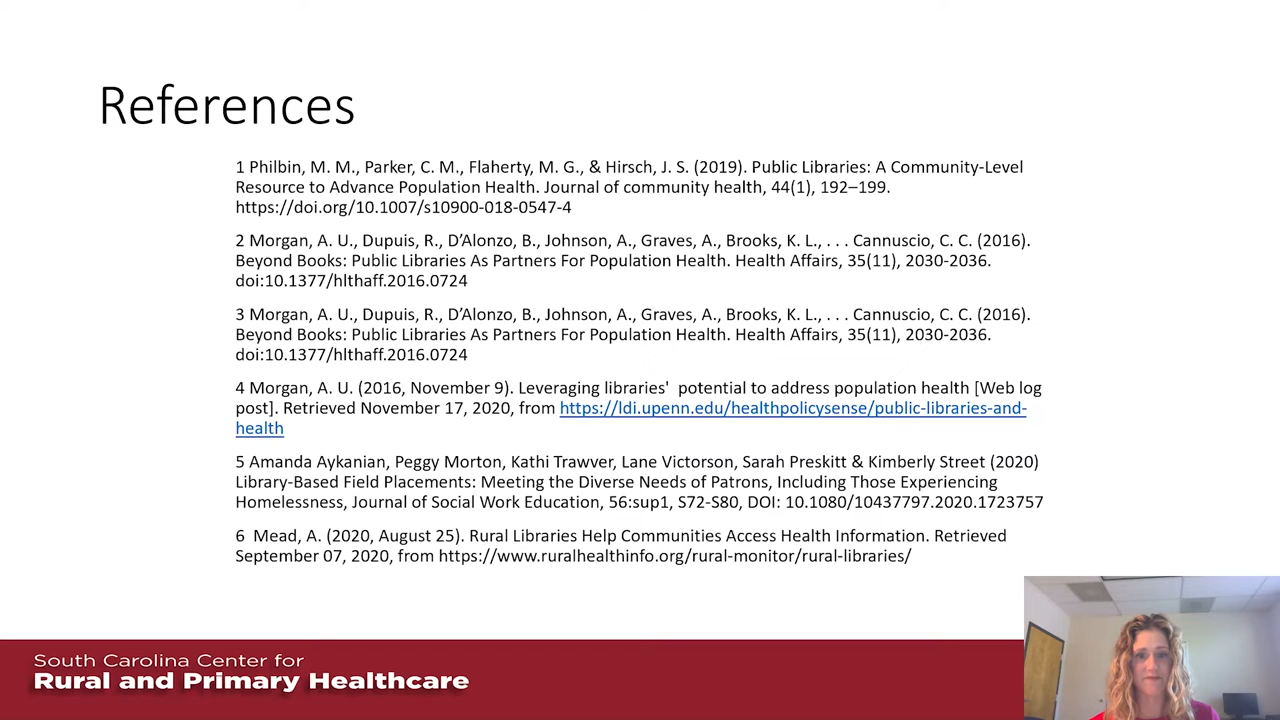 References
1 Philbin, M. M., Parker, C. M., Flaherty, M. G., & Hirsch, J. S. (2019). Public Libraries: A Community-Level
Resource to Advance Population Health. Journal of community health, 44(1), 192–199.
https://doi.org/10.1007/s10900-018-0547-4
2 Morgan, A. U., Dupuis, R., D’Alonzo, B., Johnson, A., Graves, A., Brooks, K. L., . . . Cannuscio, C. C. (2016).
Beyond Books: Public Libraries As Partners For Population Health. Health Affairs, 35(11), 2030-2036.
doi:10.1377/hlthaff.2016.0724
3 Morgan, A. U., Dupuis, R., D’Alonzo, B., Johnson, A., Graves, A., Brooks, K. L., . . . Cannuscio, C. C. (2016).
Beyond Books: Public Libraries As Partners For Population Health. Health Affairs, 35(11), 2030-2036.
doi:10.1377/hlthaff.2016.0724
4 Morgan, A. U. (2016, November 9). Leveraging libraries'  potential to address population health [Web log
post]. Retrieved November 17, 2020, from https://ldi.upenn.edu/healthpolicysense/public-libraries-and-
health
5 Amanda Aykanian, Peggy Morton, Kathi Trawver, Lane Victorson, Sarah Preskitt & Kimberly Street (2020)
Library-Based Field Placements: Meeting the Diverse Needs of Patrons, Including Those Experiencing
Homelessness, Journal of Social Work Education, 56:sup1, S72-S80, DOI: 10.1080/10437797.2020.1723757
6  Mead, A. (2020, August 25). Rural Libraries Help Communities Access Health Information. Retrieved
September 07, 2020, from https://www.ruralhealthinfo.org/rural-monitor/rural-libraries/
South Carolina Center for
Rural and Primary Healthcare